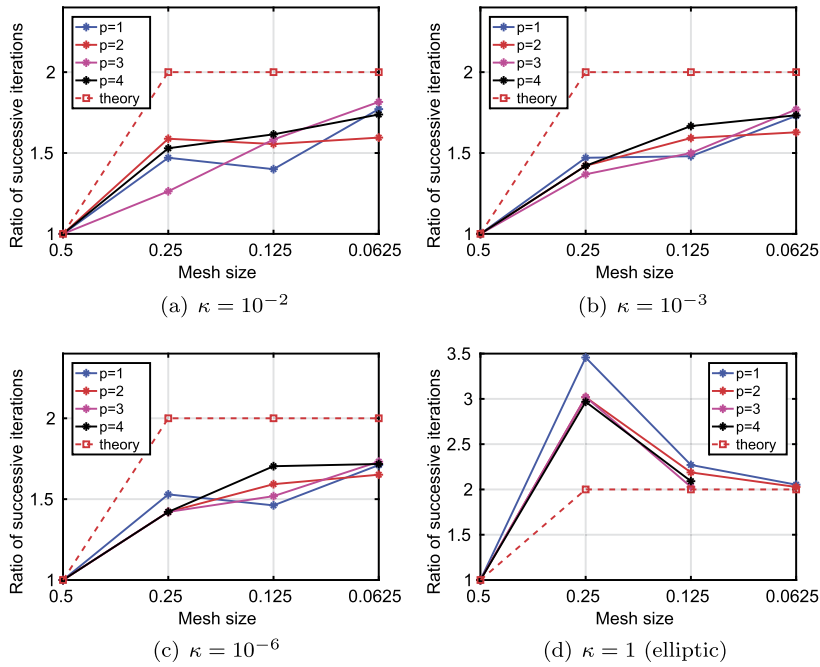 Ratio of successive iterations
2
1.5
1
p=1
p=2
p=3
p=4
theory
0.5 0.25 0.125 0.0625
Mesh size
(a) κ = 10⁻²
Ratio of successive iterations
2
1.5
1
p=1
p=2
p=3
p=4
theory
0.5 0.25 0.125 0.0625
Mesh size
(b) κ = 10⁻³
Ratio of successive iterations
2
1.5
1
p=1
p=2
p=3
p=4
theory
0.5 0.25 0.125 0.0625
Mesh size
(c) κ = 10⁻⁶
Ratio of successive iterations
3.5
3
2.5
2
1.5
1
p=1
p=2
p=3
p=4
theory
0.5 0.25 0.125 0.0625
Mesh size
(d) κ = 1 (elliptic)